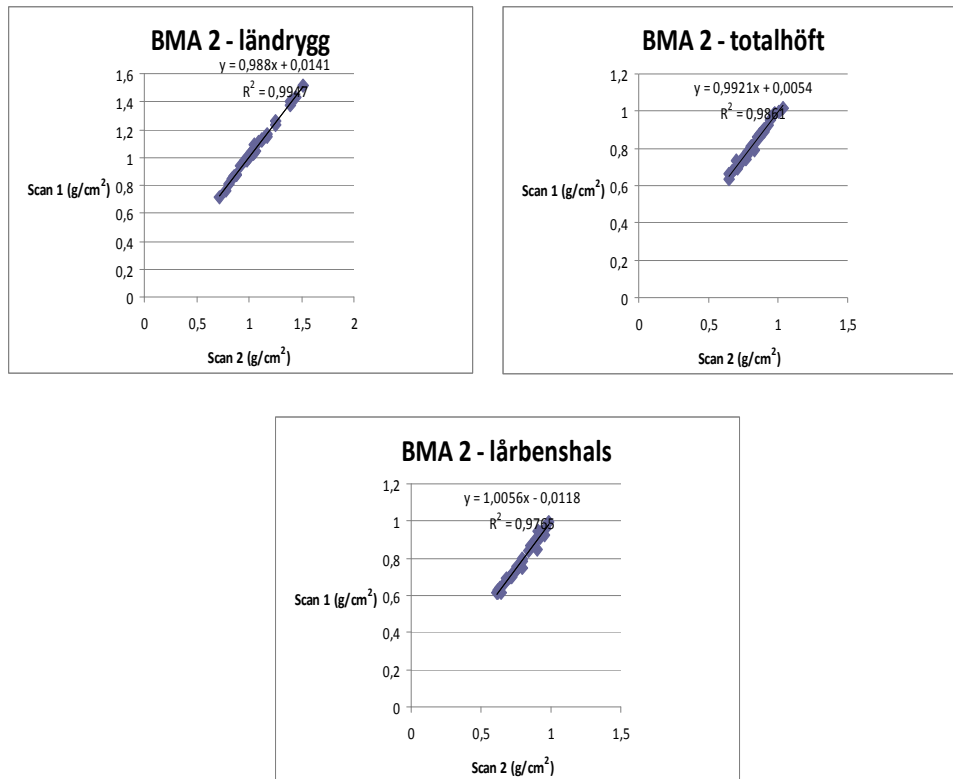 BMA 2 - ländrygg
y = 0,988x + 0,0141
R² = 0,9947
1,6
1,4
1,2
1
0,8
0,6
0,4
0,2
0
Scan 1 (g/cm²)
0 0,5 1 1,5 2
Scan 2 (g/cm²)
BMA 2 - totalhöft
y = 0,9921x + 0,0054
R² = 0,9861
1,2
1
0,8
0,6
0,4
0,2
0
Scan 1 (g/cm²)
0 0,5 1 1,5
Scan 2 (g/cm²)
BMA 2 - lårbenshals
y = 1,0056x - 0,0118
R² = 0,9765
1,2
1
0,8
0,6
0,4
0,2
0
Scan 1 (g/cm²)
0 0,5 1 1,5
Scan 2 (g/cm²)